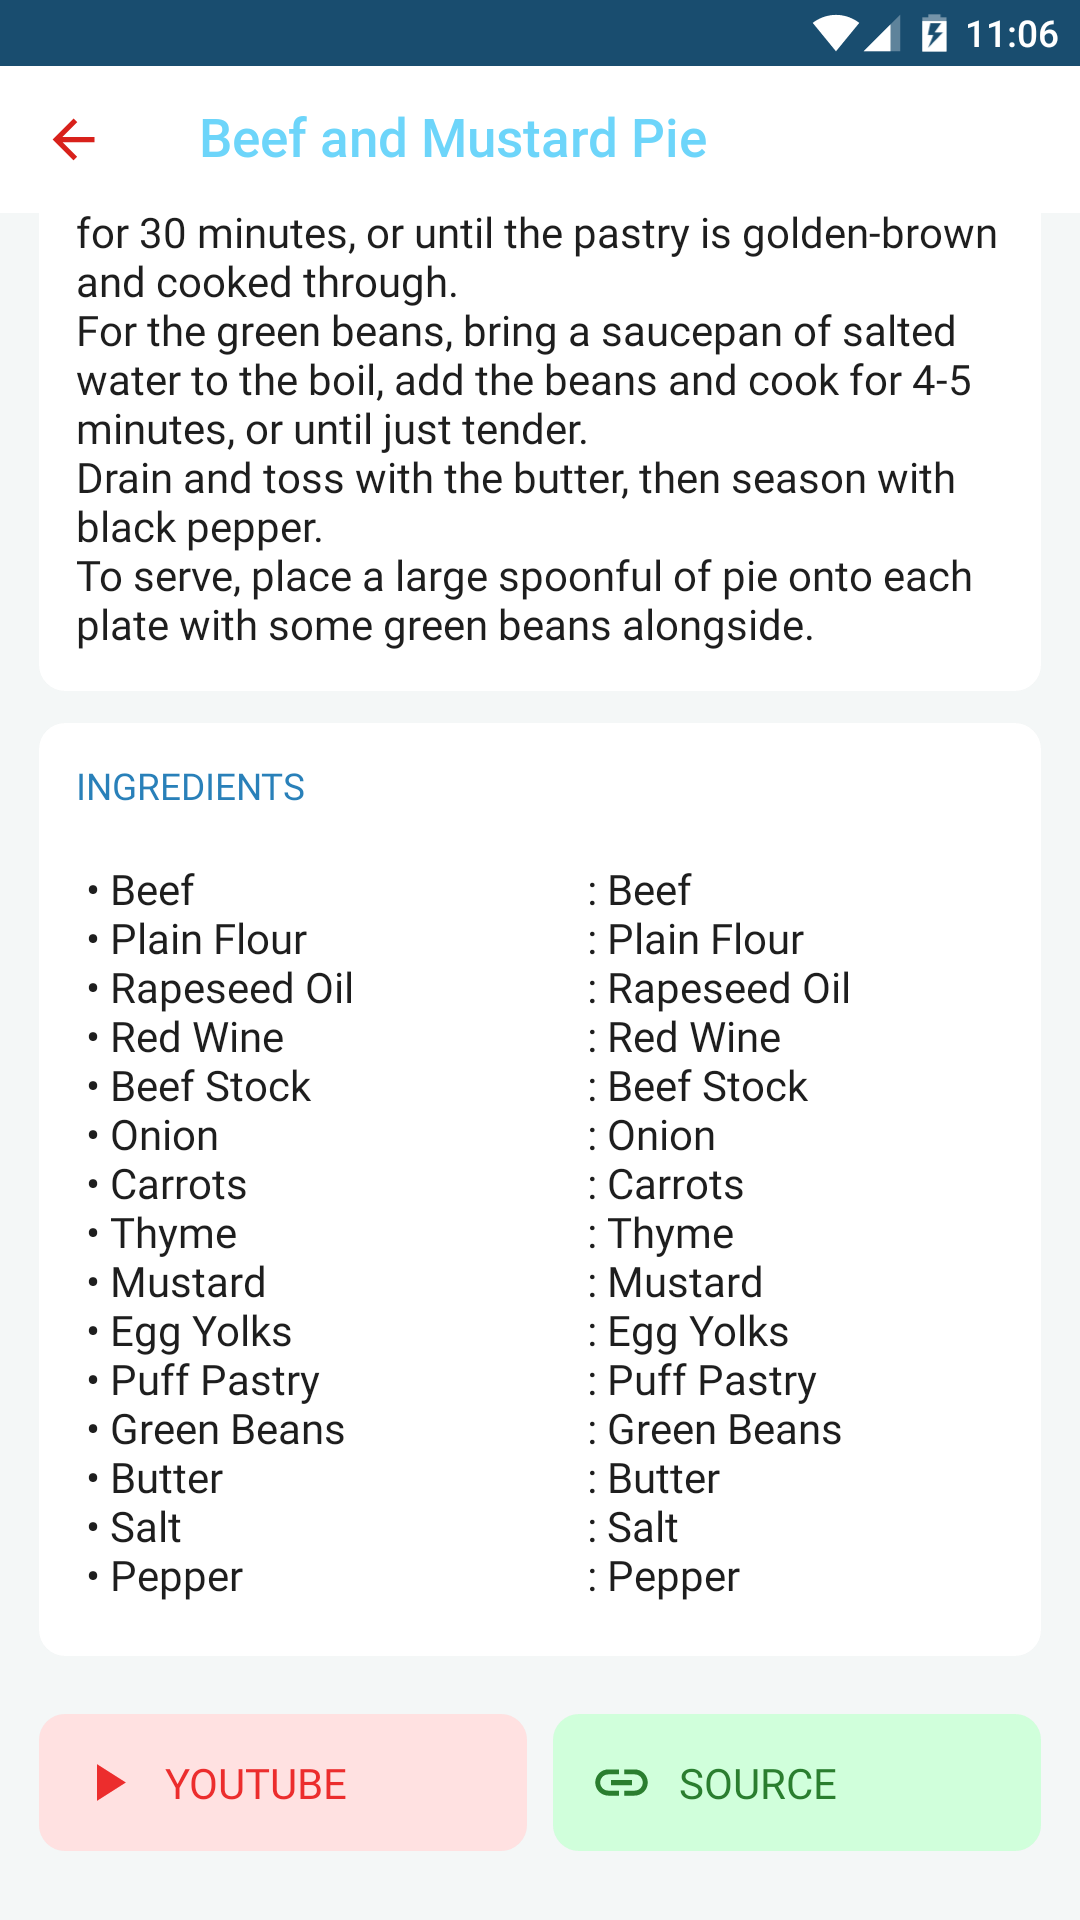 11:06
Beef and Mustard Pie
for 30 minutes, or until the pastry is golden-brown
and cooked through.
For the green beans, bring a saucepan of salted
water to the boil, add the beans and cook for 4-5
minutes, or until just tender.
Drain and toss with the butter, then season with
black pepper.
To serve, place a large spoonful of pie onto each
plate with some green beans alongside.
INGREDIENTS
• Beef : Beef
• Plain Flour : Plain Flour
• Rapeseed Oil : Rapeseed Oil
• Red Wine : Red Wine
• Beef Stock : Beef Stock
• Onion : Onion
• Carrots : Carrots
• Thyme : Thyme
• Mustard : Mustard
• Egg Yolks : Egg Yolks
• Puff Pastry : Puff Pastry
• Green Beans : Green Beans
• Butter : Butter
• Salt : Salt
• Pepper : Pepper
YOUTUBE SOURCE